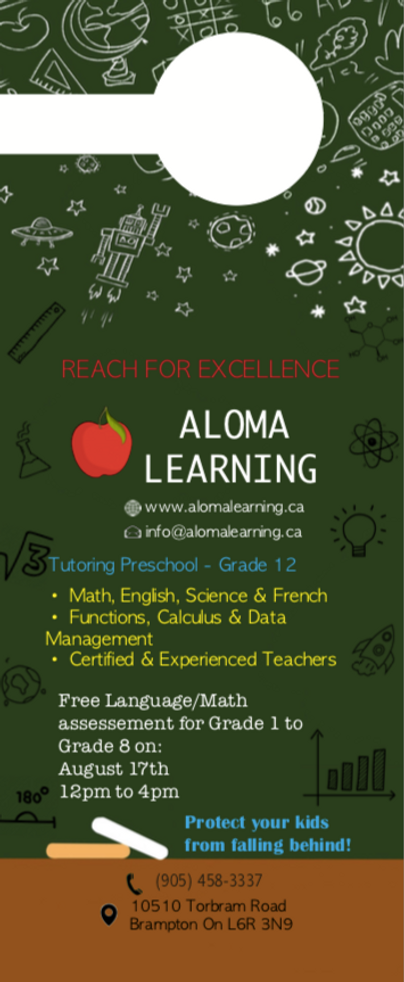 REACH FOR EXCELLENCE
ALOMA
LEARNING
www.alomalearning.ca
info@alomalearning.ca
√3
Tutoring Preschool - Grade 12
• Math, English, Science & French
• Functions, Calculus & Data
Management
• Certified & Experienced Teachers
Free Language/Math
assessement for Grade 1 to
Grade 8 on:
August 17th
12pm to 4pm
180°
Protect your kids
from falling behind!
(905) 458-3337
10510 Torbram Road
Brampton On L6R 3N9